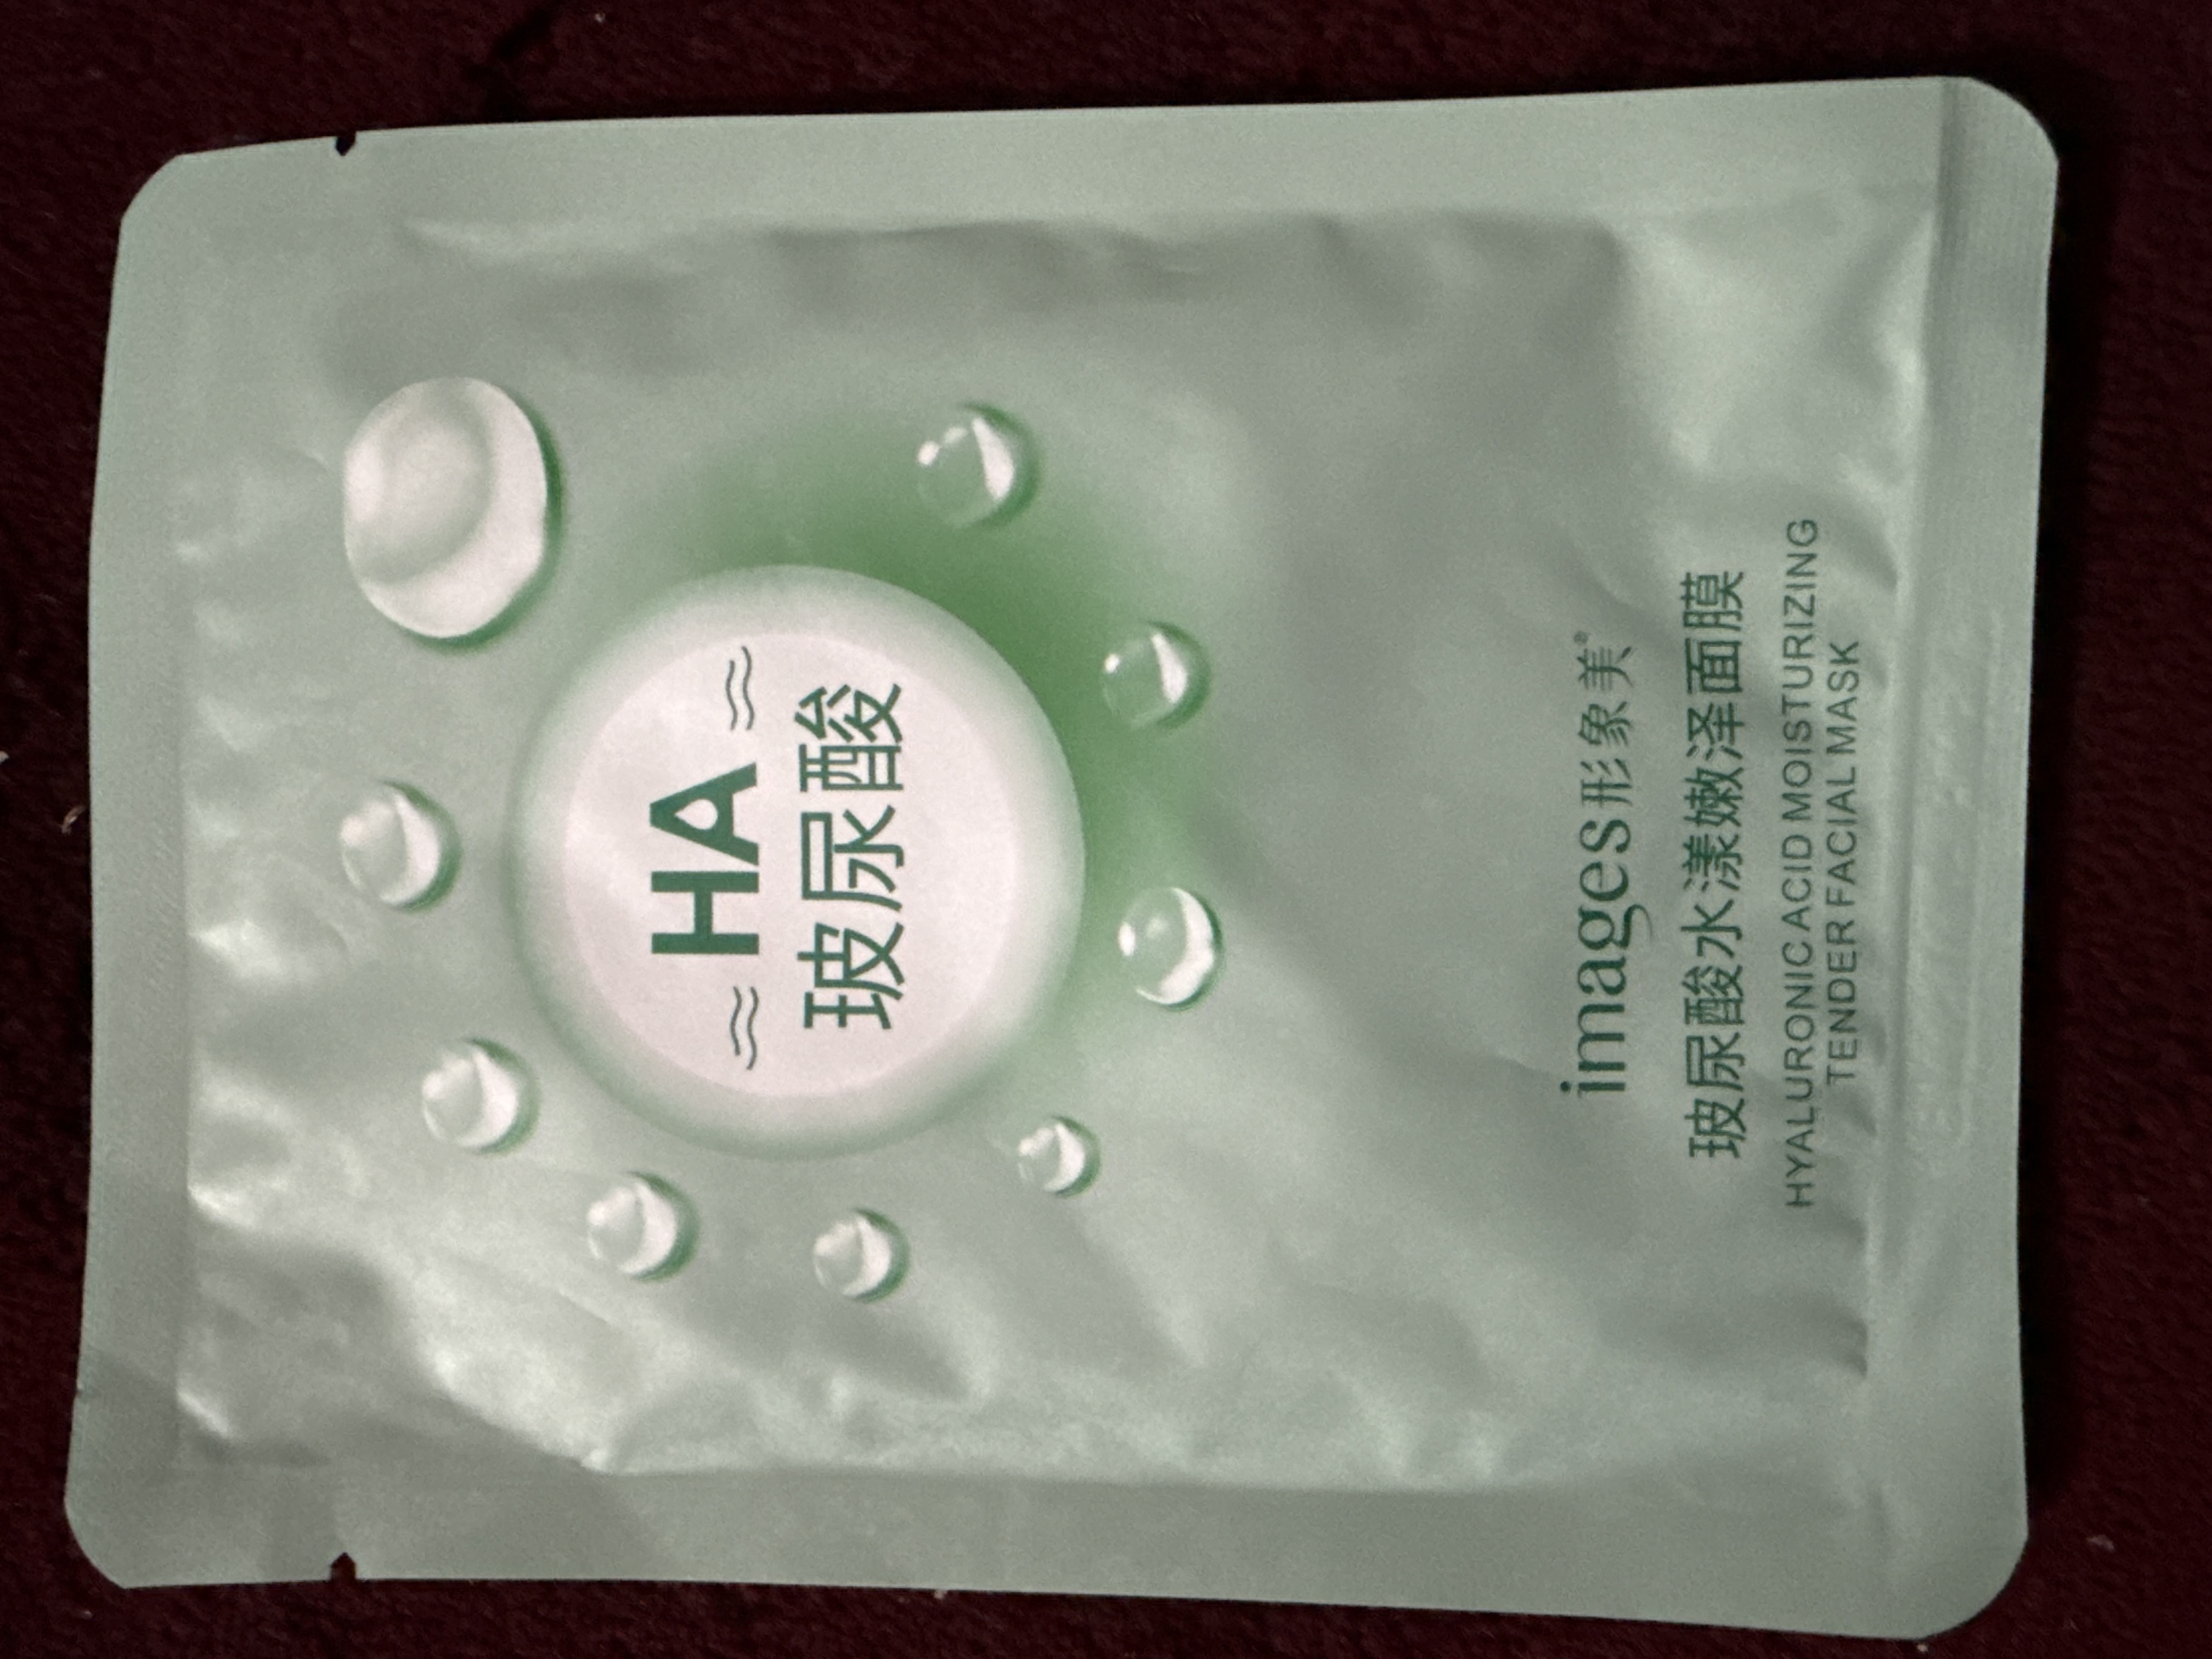 HA
玻尿酸
images形象美®
玻尿酸水漾嫩泽面膜
HYALURONIC ACID MOISTURIZING
TENDER FACIAL MASK